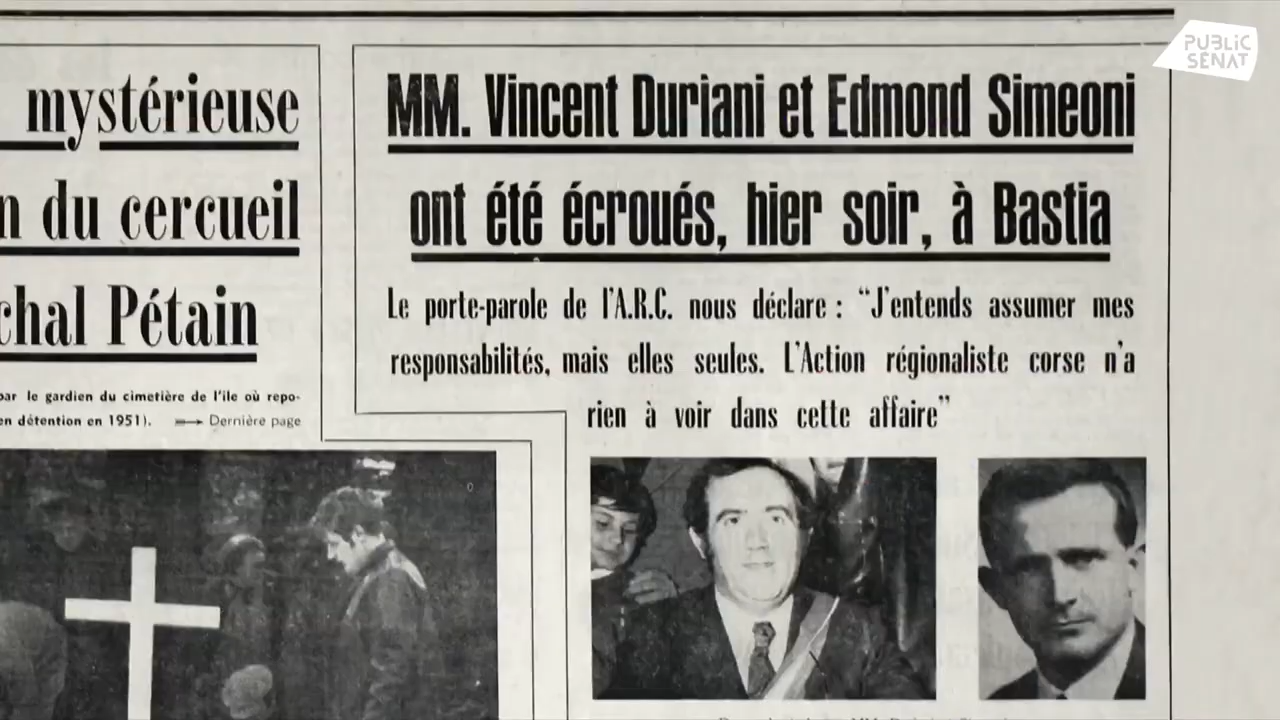 PUBLIC
SÉNAT
mystérieuse
n du cercueil
chal Pétain
par le gardien du cimetière de l'île où repo-
en détention en 1951). Dernière page
MM. Vincent Duriani et Edmond Simeoni
ont été écroués, hier soir, à Bastia
Le porte-parole de l'A.R.C. nous déclare : “J'entends assumer mes
responsabilités, mais elles seules. L'Action régionaliste corse n'a
rien à voir dans cette affaire”